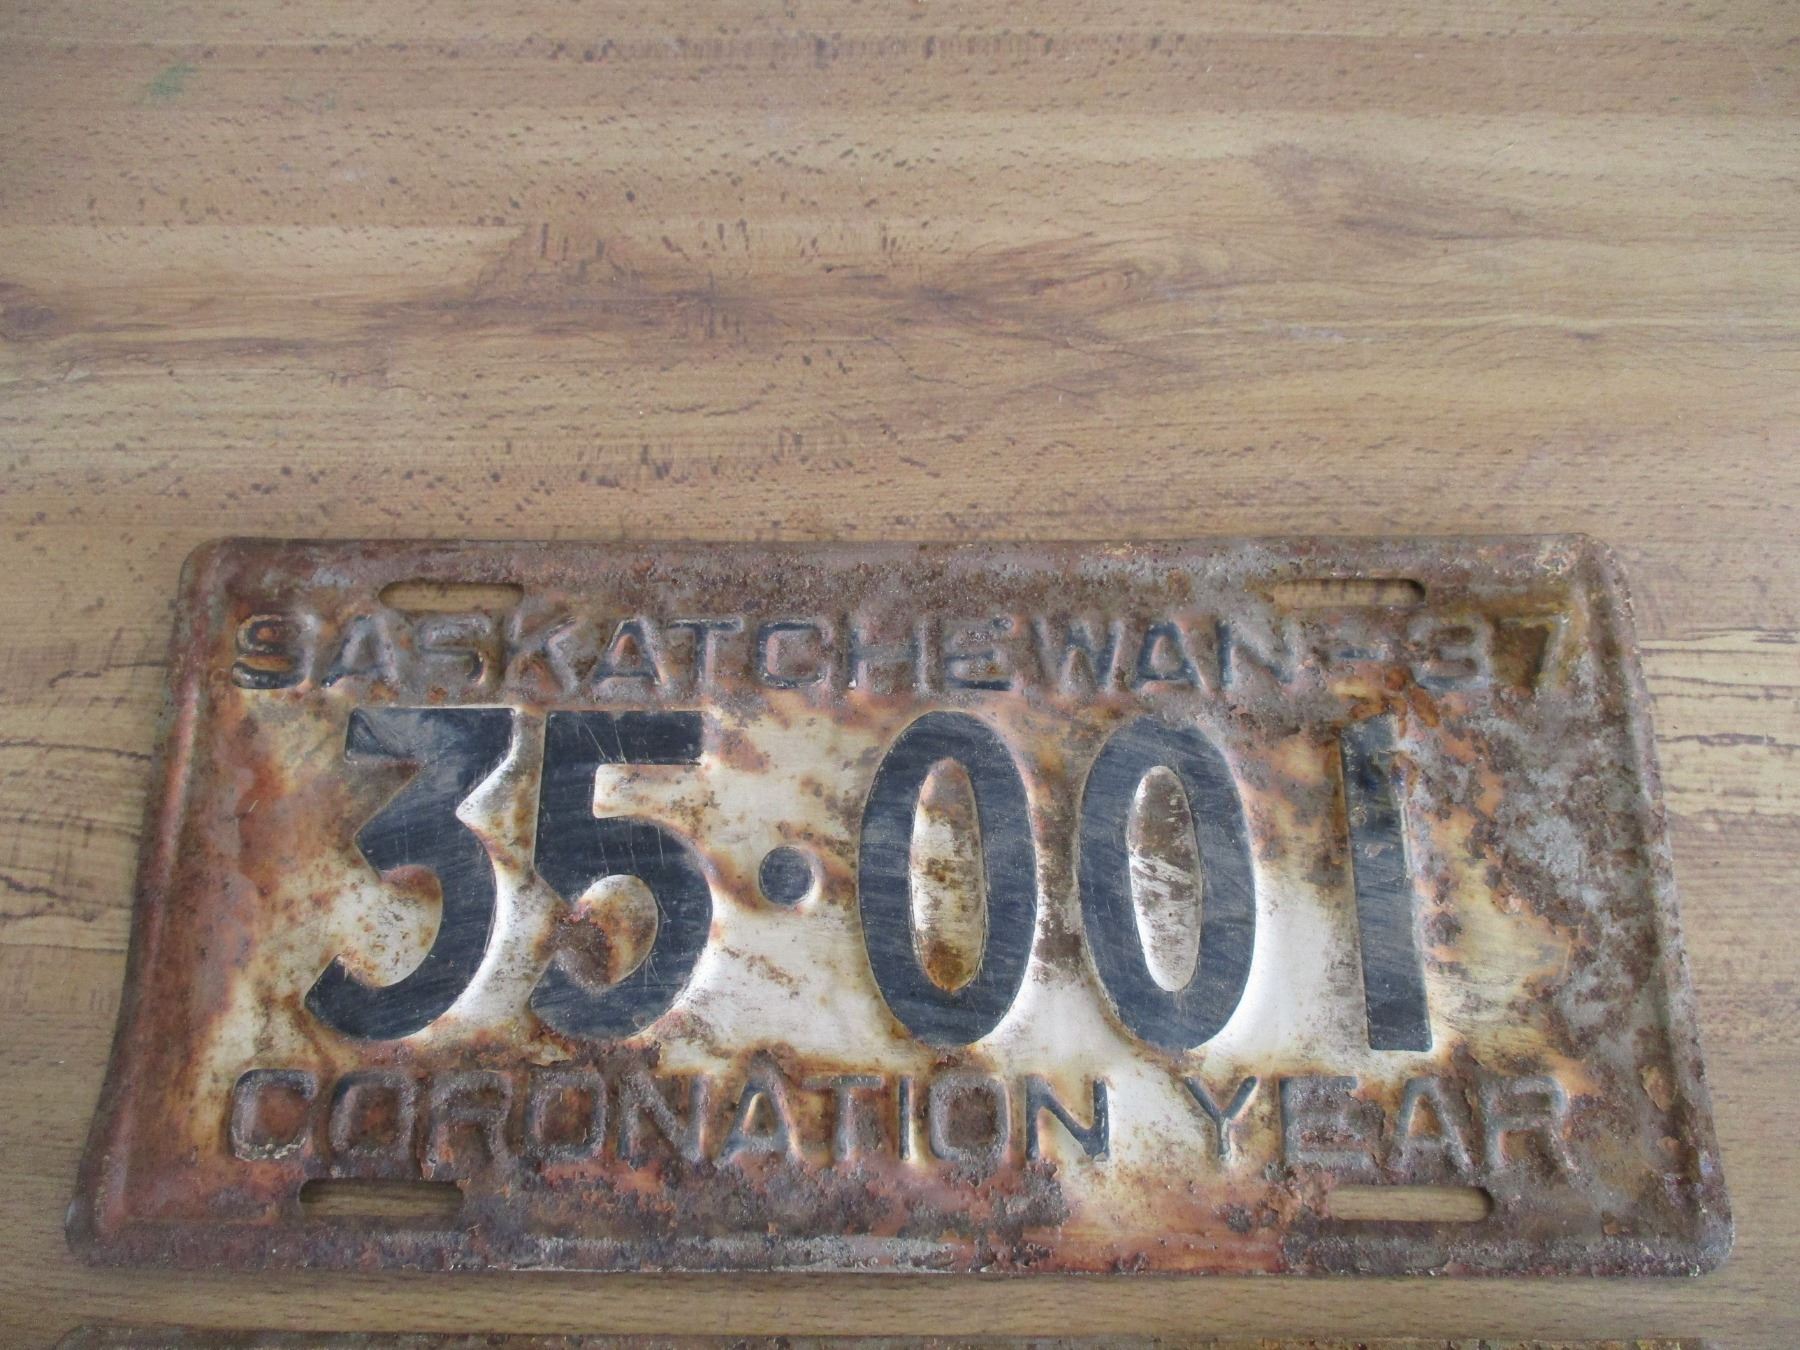 SASKATCHEWAN-37
35·001
CORONATION YEAR